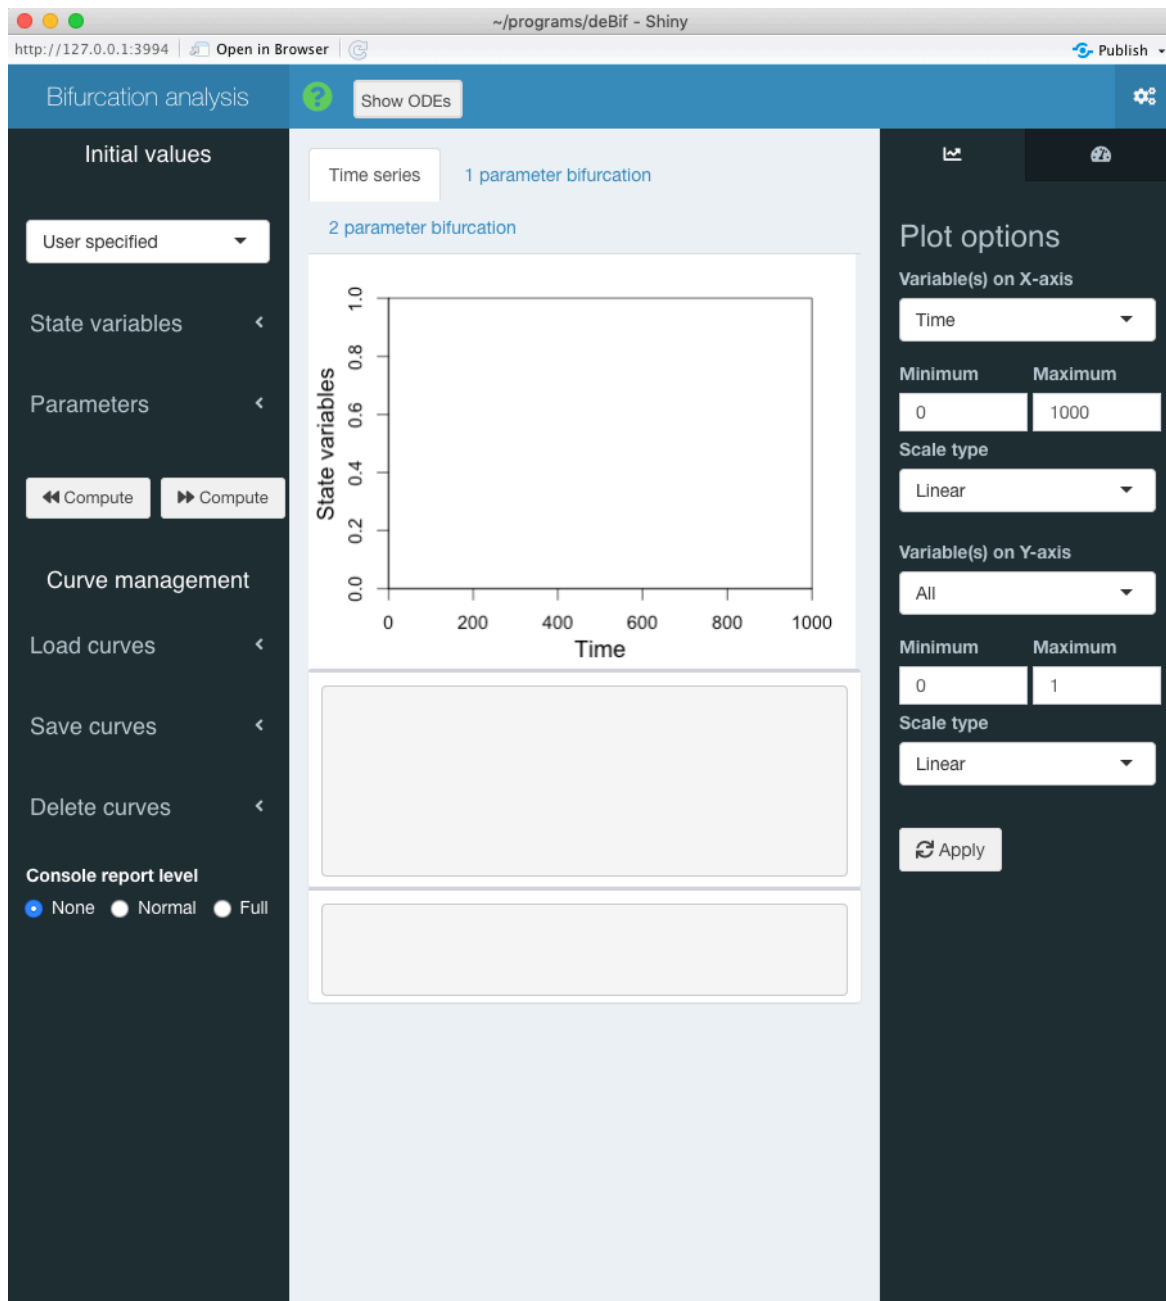 ~/programs/deBif - Shiny
http://127.0.0.1:3994 Open in Browser Publish
Bifurcation analysis
? Show ODEs
Initial values
User specified
State variables
Parameters
Compute Compute
Curve management
Load curves
Save curves
Delete curves
Console report level
None Normal Full
Time series 1 parameter bifurcation
2 parameter bifurcation
State variables
1.0
0.8
0.6
0.4
0.2
0.0
0 200 400 600 800 1000
Time
Plot options
Variable(s) on X-axis
Time
Minimum Maximum
0 1000
Scale type
Linear
Variable(s) on Y-axis
All
Minimum Maximum
0 1
Scale type
Linear
Apply